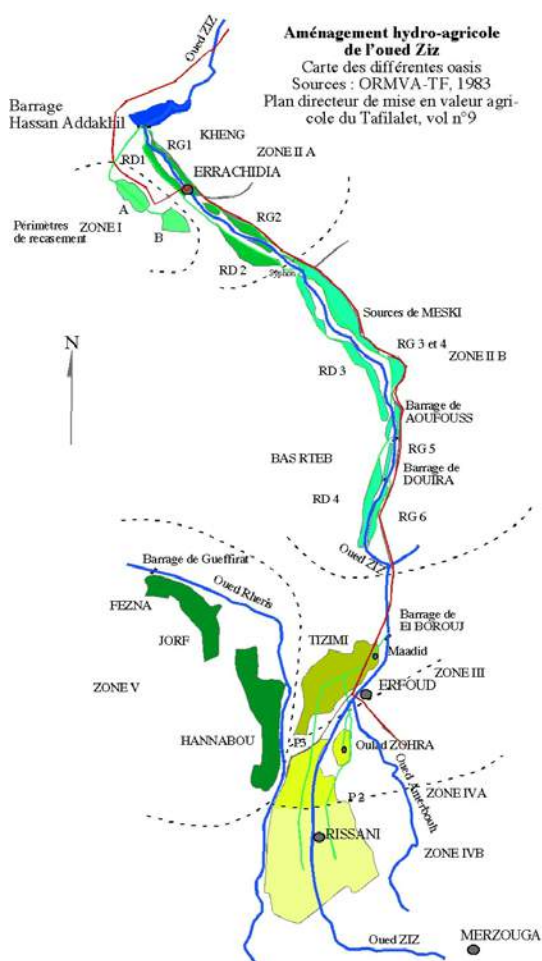 Aménagement hydro-agricole
de l'oued Ziz
Carte des différentes oasis
Sources : ORMVA-TF, 1983
Plan directeur de mise en valeur agri-
cole du Tafilalet, vol n°9
Oued ZIZ
Barrage
Hassan Addakhil
KHENG
RG1
ZONE II A
RD1
ERRACHIDIA
ZONE I
A
Périmètres
de recasement
B
RG2
RD 2
Syphon
Sources de MESKI
N
RG 3 et 4
ZONE II B
RD 3
Barrage de
AOUFOUSS
RG 5
BAS RTEB
Barrage de
DOUIRA
RD 4
RG 6
Oued ZIZ
Barrage de Gueffirat
Oued Rheris
FEZNA
JORF
TIZIMI
Barrage de
El BOROUJ
Maadid
ZONE III
ZONE V
ERFOUD
HANNABOU
P5
Oulad ZOHRA
Oued Amerbouh
P 2
ZONE IVA
RISSANI
ZONE IVB
Oued ZIZ
MERZOUGA